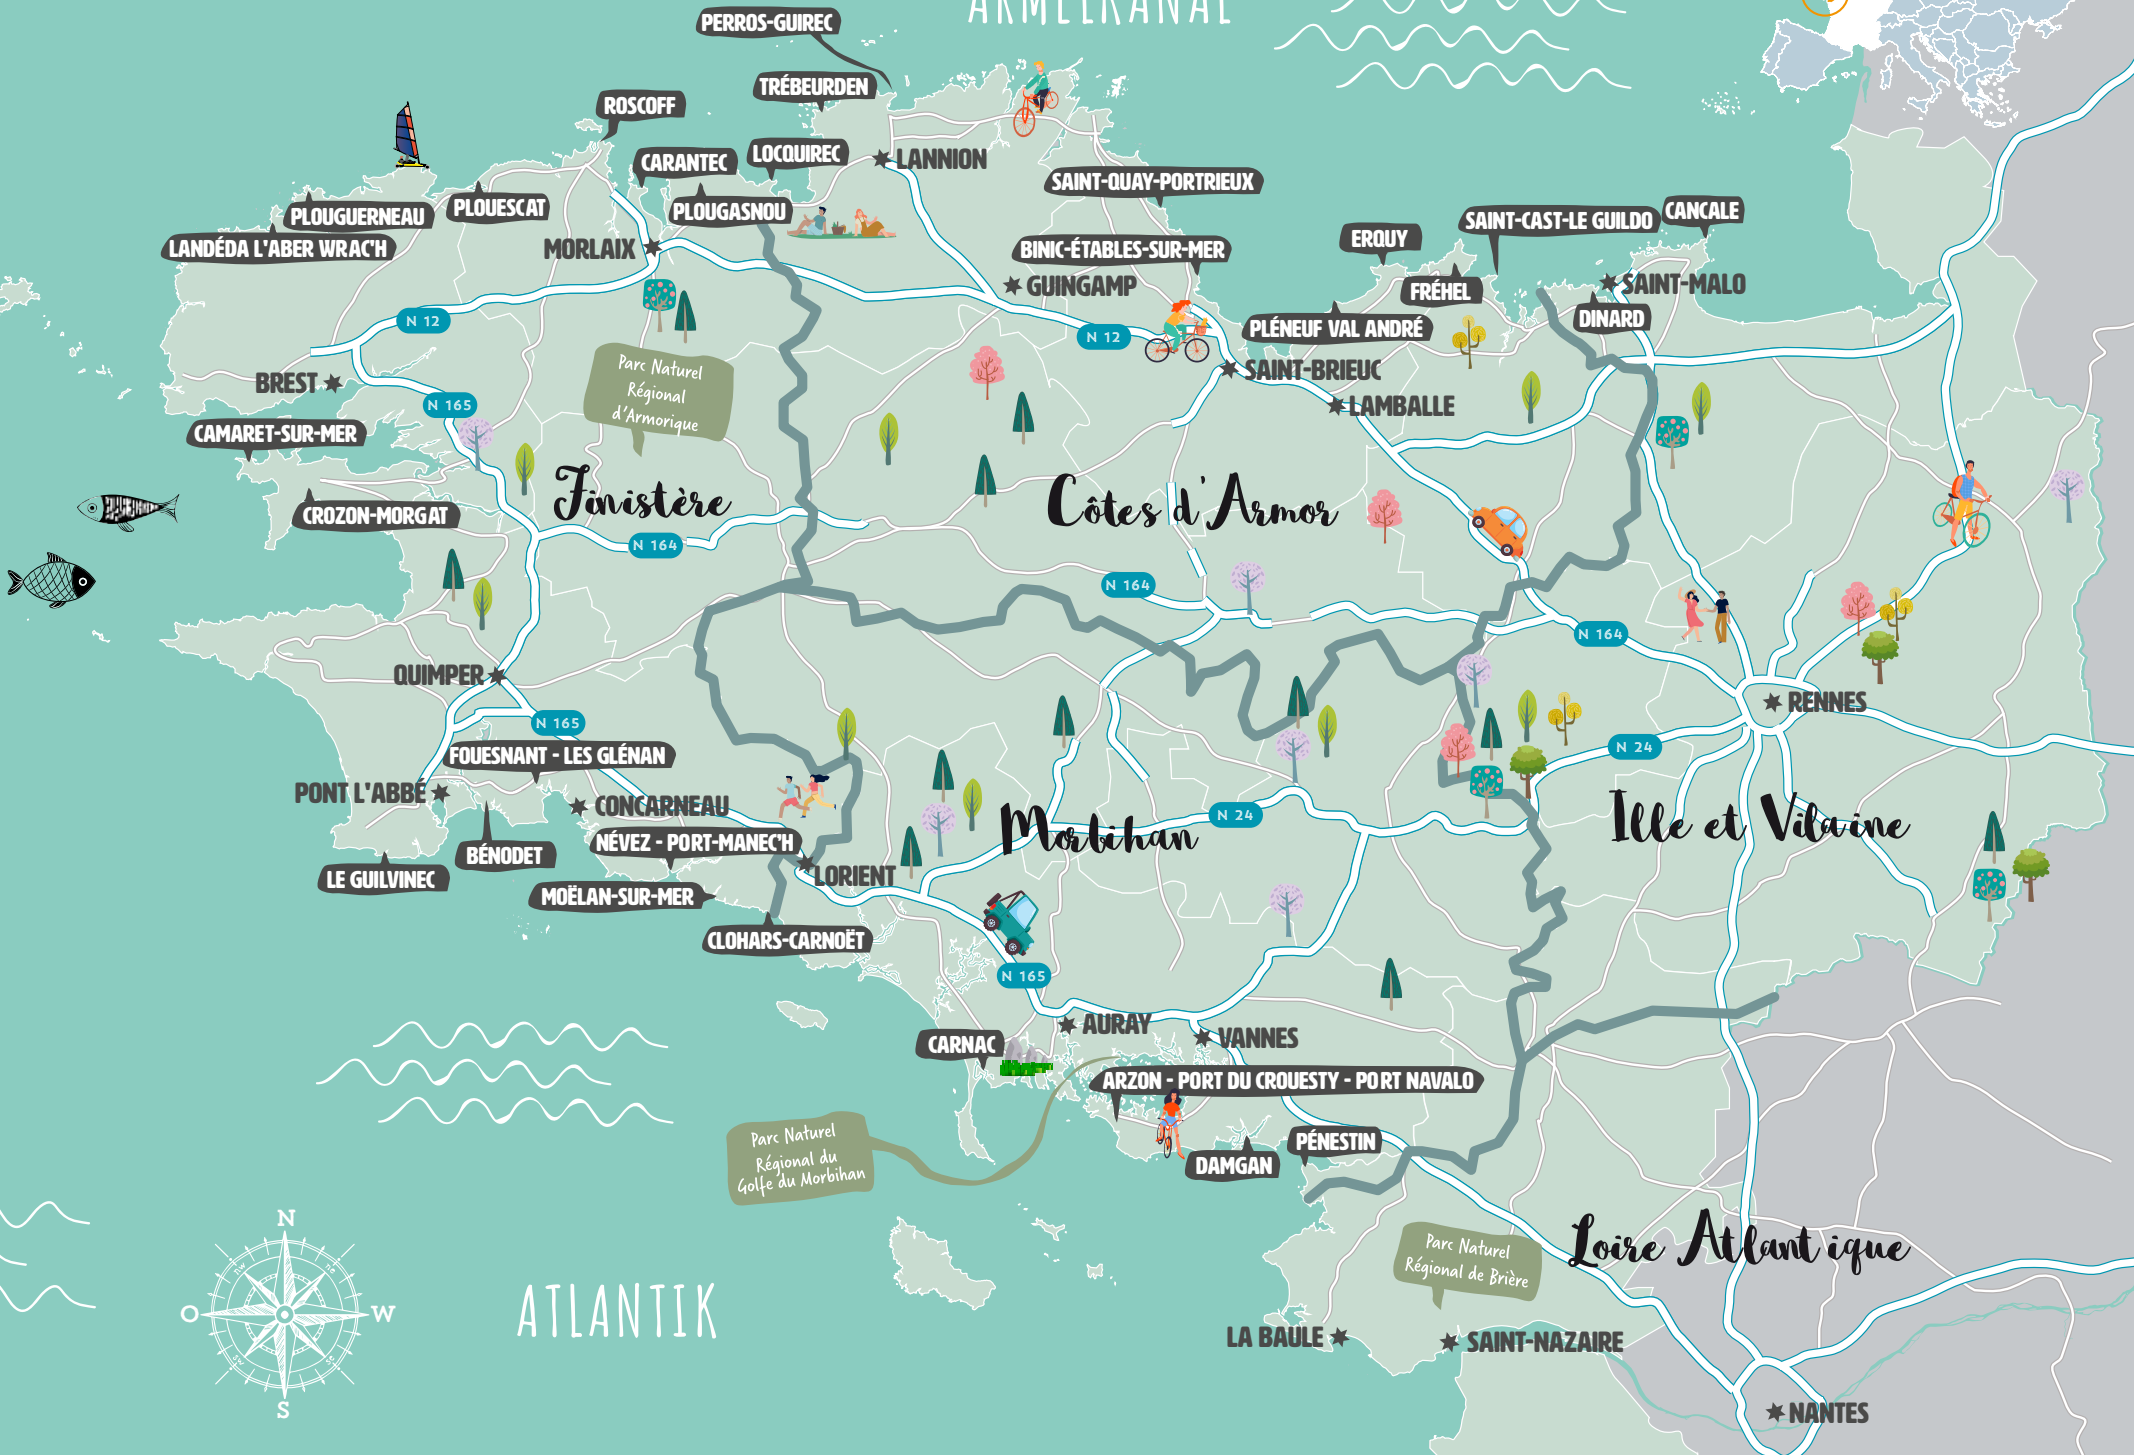 ÄRMELKANAL
PERROS-GUIREC
TRÉBEURDEN
ROSCOFF
CARANTEC
LOCQUIREC
LANNION
SAINT-QUAY-PORTRIEUX
PLOUGUERNEAU
PLOUESCAT
PLOUGASNOU
LANDÉDA L'ABER WRAC'H
MORLAIX
BINIC-ÉTABLES-SUR-MER
GUINGAMP
ERQUY
SAINT-CAST-LE GUILDO
CANCALE
FRÉHEL
SAINT-MALO
DINARD
PLÉNEUF VAL ANDRÉ
N 12
N 12
SAINT-BRIEUC
LAMBALLE
BREST
Parc Naturel
Régional
d'Armorique
N 165
CAMARET-SUR-MER
CROZON-MORGAT
Finistère
Côtes d'Armor
N 164
N 164
N 164
QUIMPER
RENNES
N 165
N 24
FOUESNANT - LES GLÉNAN
PONT L'ABBÉ
CONCARNEAU
NÉVEZ - PORT-MANEC'H
BÉNODET
LE GUILVINEC
MOËLAN-SUR-MER
LORIENT
CLOHARS-CARNOËT
Morbihan
N 24
Ille et Vilaine
N 165
AURAY
VANNES
CARNAC
ARZON - PORT DU CROUESTY - PORT NAVALO
DAMGAN
PÉNESTIN
Parc Naturel
Régional du
Golfe du Morbihan
Parc Naturel
Régional de Brière
Loire Atlantique
N
nw
ne
O
W
sw
se
S
ATLANTIK
LA BAULE
SAINT-NAZAIRE
NANTES